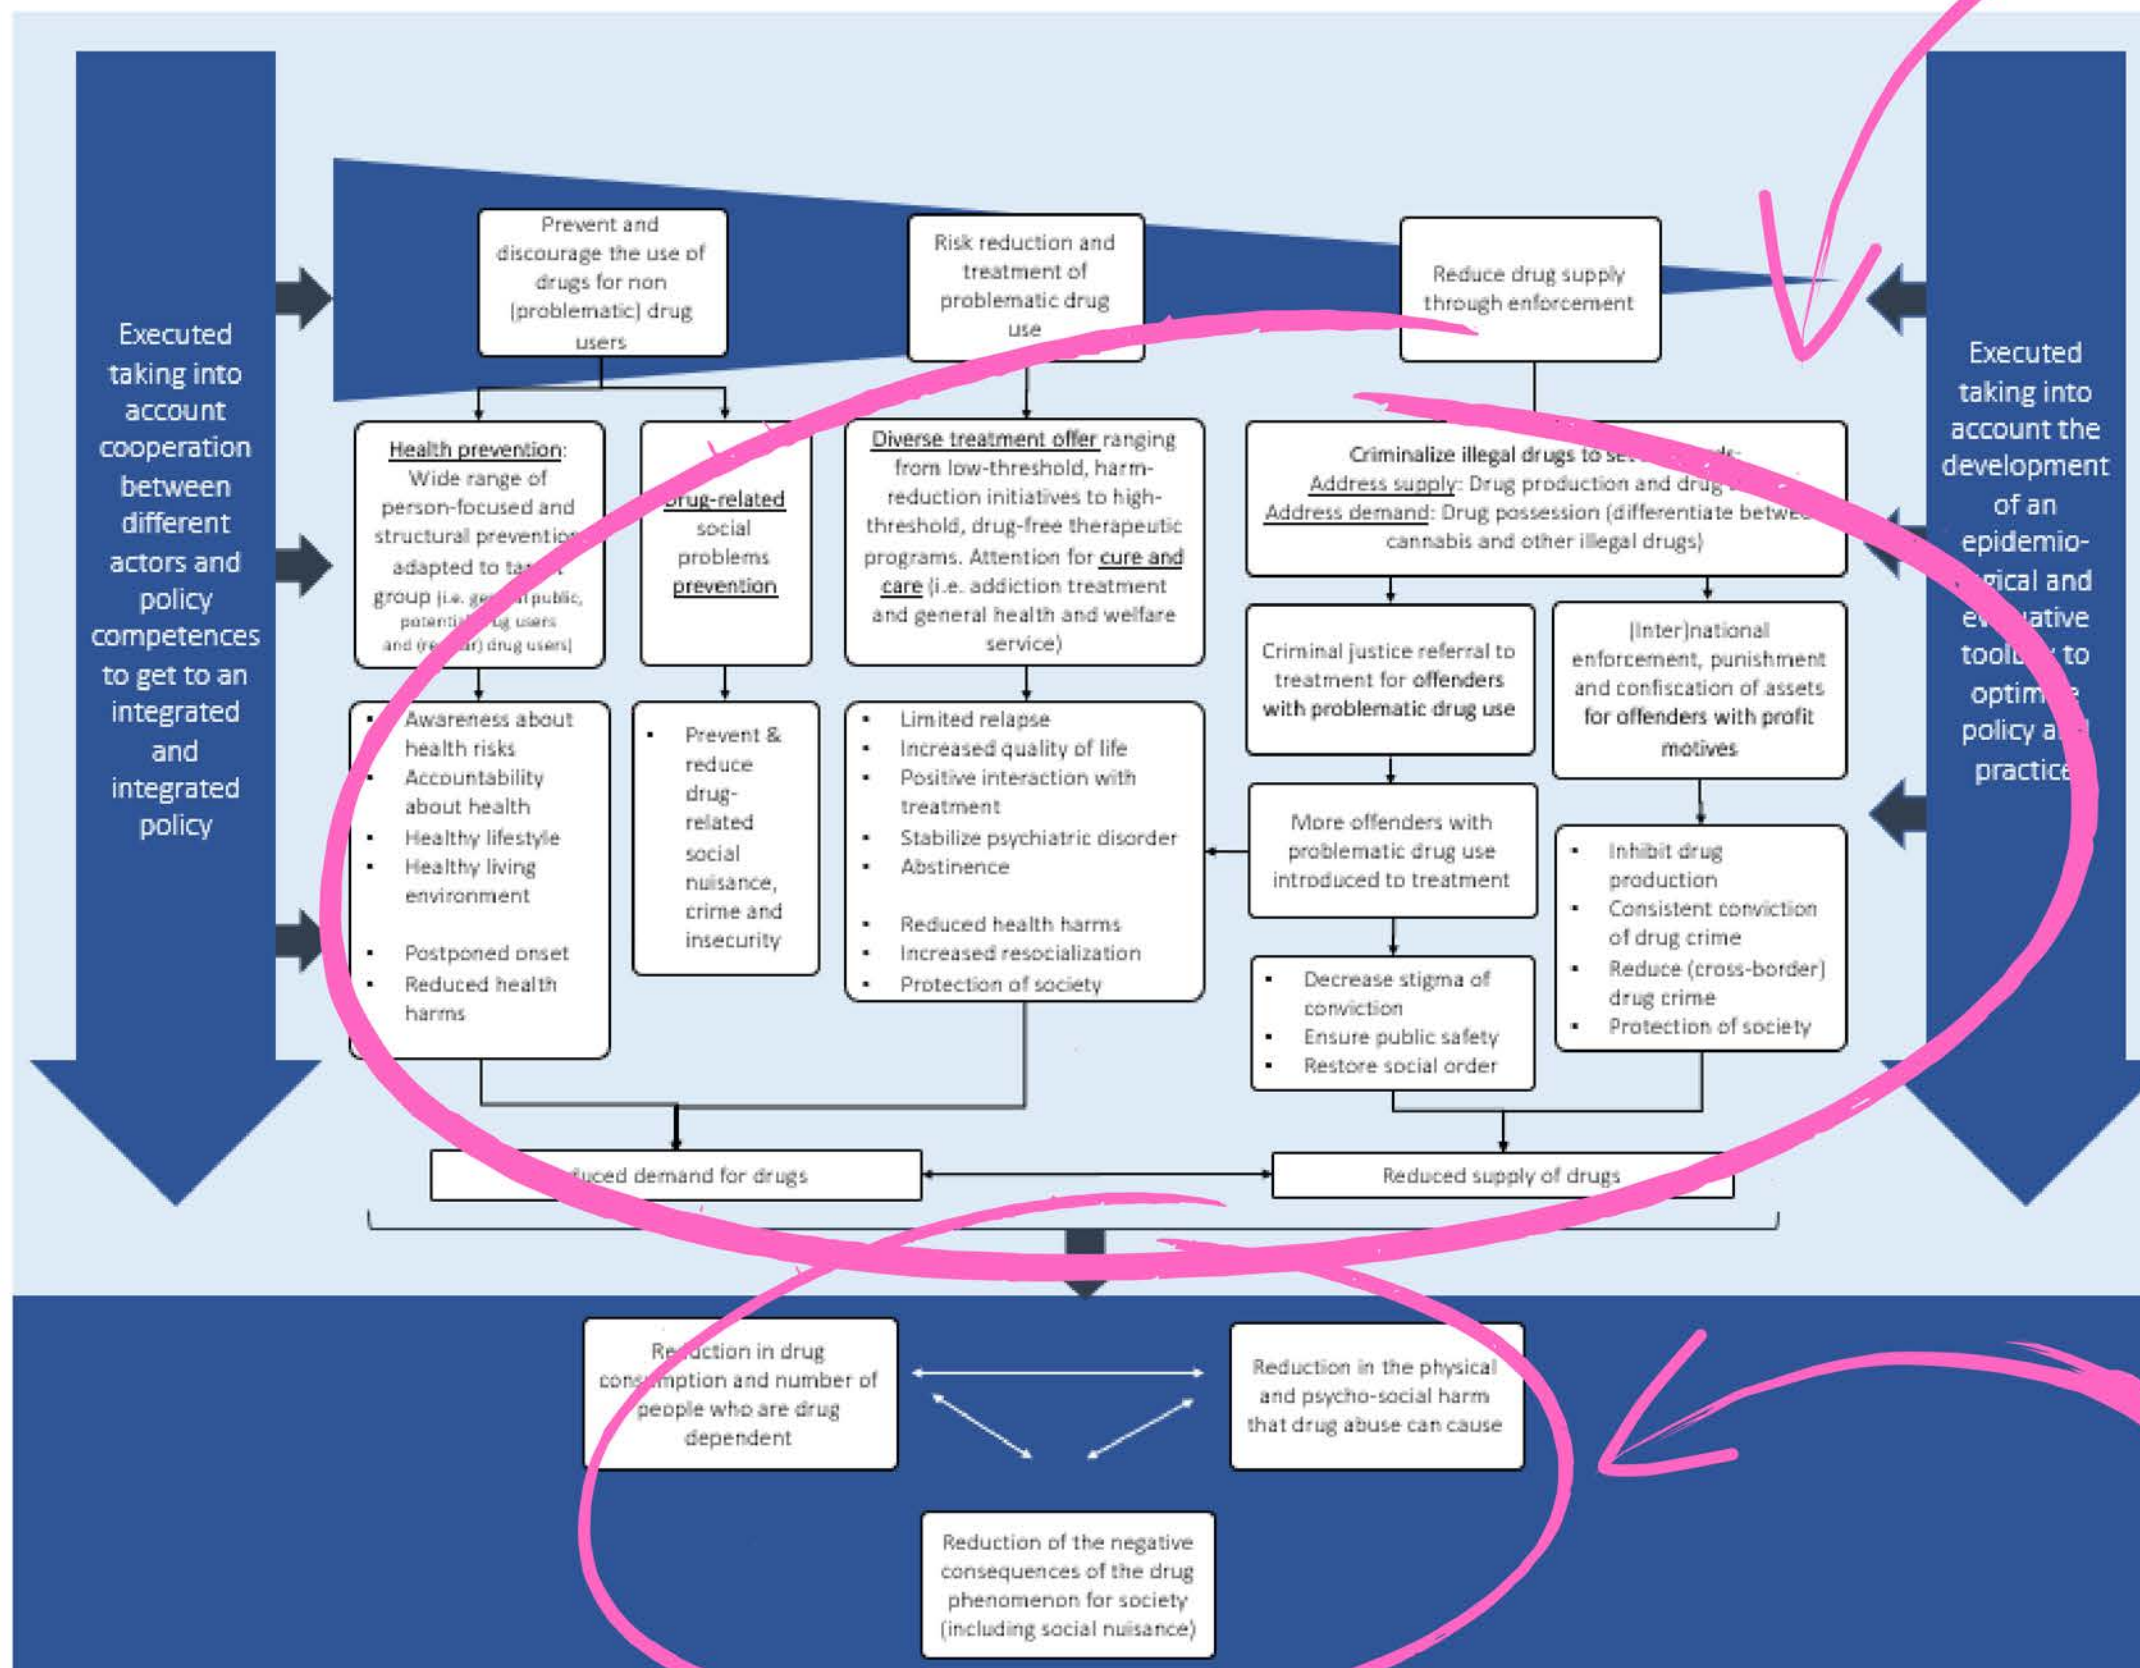 Executed
taking into
account
cooperation
between
different
actors and
policy
competences
to get to an
integrated
and
integrated
policy
Prevent and
discourage the use of
drugs for non
(problematic) drug
users
Risk reduction and
treatment of
problematic drug
use
Reduce drug supply
through enforcement
Health prevention:
Wide range of
person-focused and
structural prevention
adapted to
group (i.e. public,
users
and drug users)
Drug-related
social
problems
prevention
Diverse treatment offer ranging
from low-threshold, harm-
reduction initiatives to high-
threshold, drug-free therapeutic
programs. Attention for cure and
care (i.e. addiction treatment
and general health and welfare
service)
Criminalize illegal drugs to
Address supply: Drug production and drug
Address demand: Drug possession (differentiate between
cannabis and other illegal drugs)
Criminal justice referral to
treatment for offenders
with problematic drug use
(Inter)national
enforcement, punishment
and confiscation of assets
for offenders with profit
motives
▪ Awareness about
health risks
▪ Accountability
about health
▪ Healthy lifestyle
▪ Healthy living
environment
▪ Postponed onset
▪ Reduced health
harms
▪ Prevent &
reduce
drug-
related
social
nuisance,
crime and
insecurity
▪ Limited relapse
▪ Increased quality of life
▪ Positive interaction with
treatment
▪ Stabilize psychiatric disorder
▪ Abstinence
▪ Reduced health harms
▪ Increased resocialization
▪ Protection of society
More offenders with
problematic drug use
introduced to treatment
▪ Decrease stigma of
conviction
▪ Ensure public safety
▪ Restore social order
▪ Inhibit drug
production
▪ Consistent conviction
of drug crime
▪ Reduce (cross-border)
drug crime
▪ Protection of society
demand for drugs
Reduced supply of drugs
Executed
taking into
account the
development
of an
epidemio-
and
to
policy
practice
Reduction in drug
consumption and number of
people who are drug
dependent
Reduction in the physical
and psycho-social harm
that drug abuse can cause
Reduction of the negative
consequences of the drug
phenomenon for society
(including social nuisance)